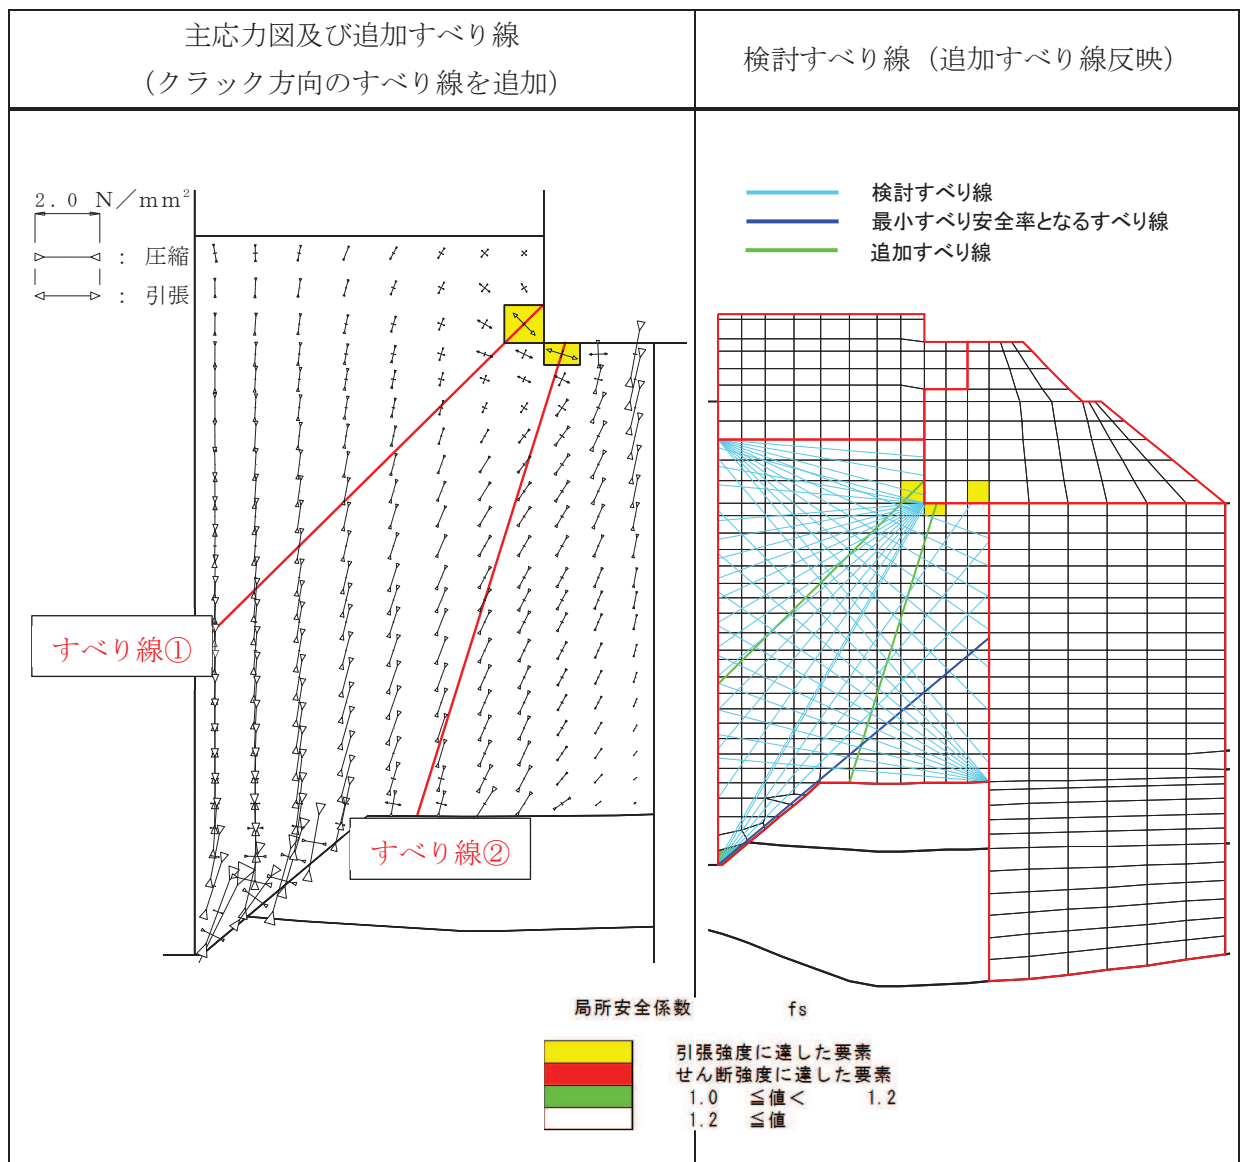 主応力図及び追加すべり線
（クラック方向のすべり線を追加）
検討すべり線（追加すべり線反映）
2.0 N／mm²
： 圧縮
： 引張
すべり線①
すべり線②
検討すべり線
最小すべり安全率となるすべり線
追加すべり線
局所安全係数 fs
引張強度に達した要素
せん断強度に達した要素
1.0 ≦値＜ 1.2
1.2 ≦値